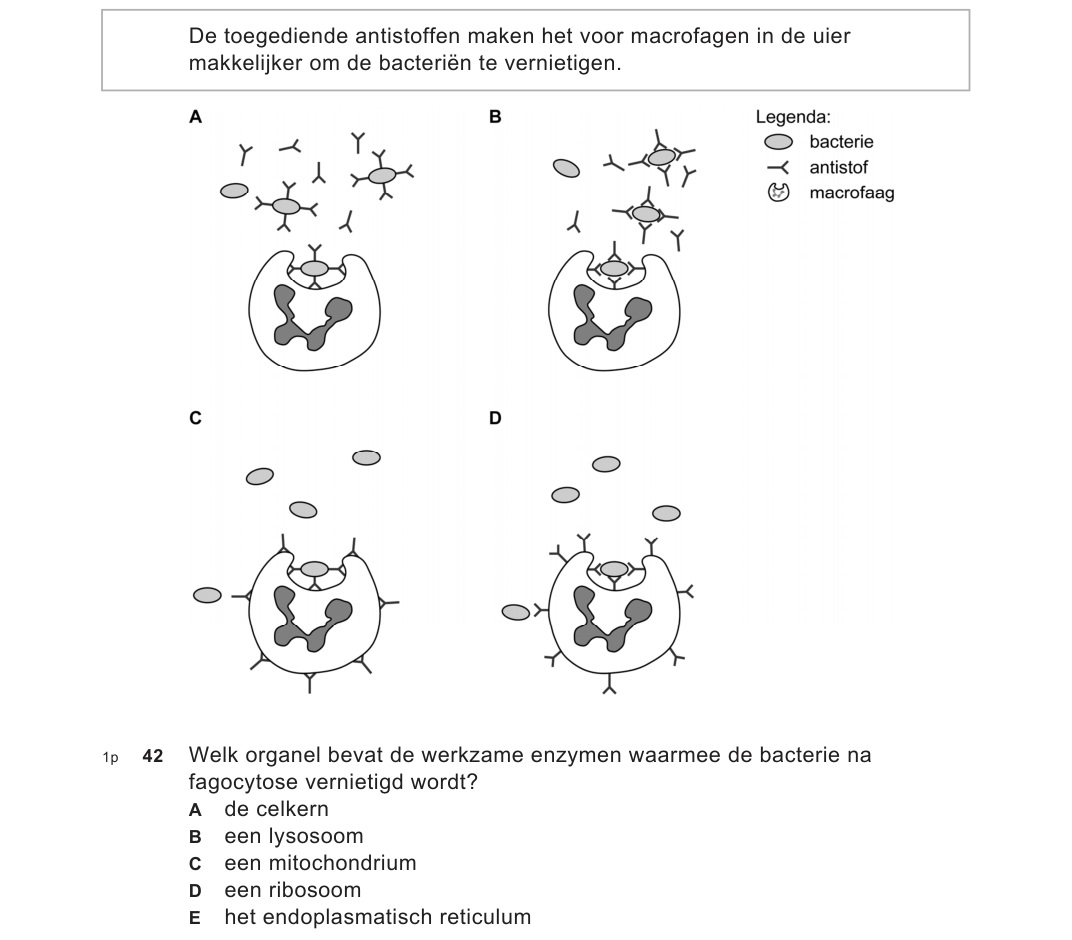 De toegediende antistoffen maken het voor macrofagen in de uier
makkelijker om de bacteriën te vernietigen.
A
B
Legenda:
bacterie
antistof
macrofaag
C
D
1p 42 Welk organel bevat de werkzame enzymen waarmee de bacterie na
fagocytose vernietigd wordt?
A de celkern
B een lysosoom
C een mitochondrium
D een ribosoom
E het endoplasmatisch reticulum